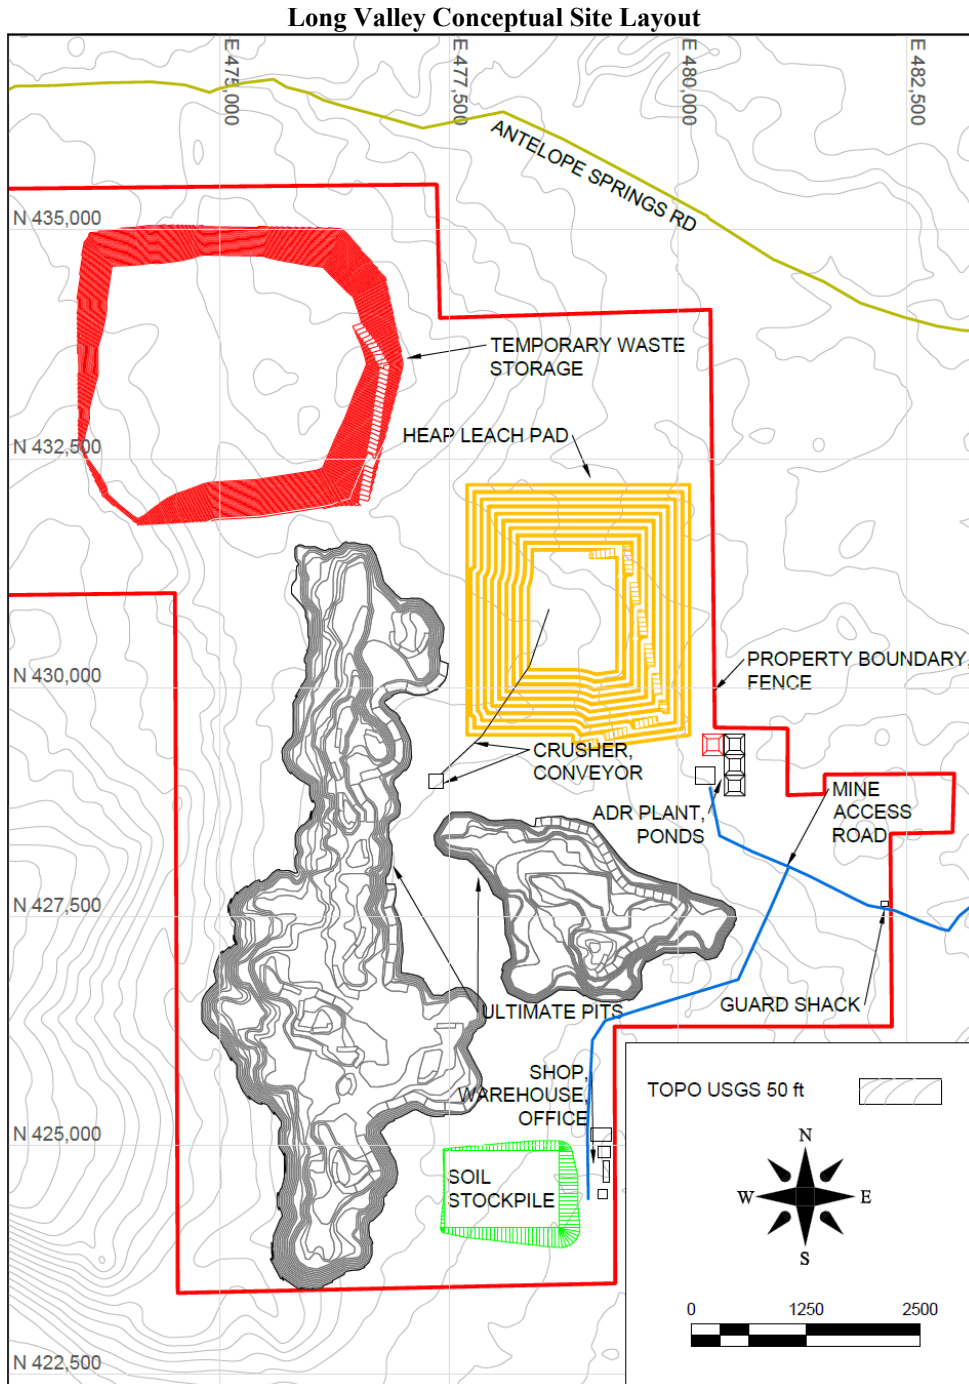 Long Valley Conceptual Site Layout
E 475,000
E 477,500
E 480,000
E 482,500
ANTELOPE SPRINGS RD
N 435,000
TEMPORARY WASTE
STORAGE
HEAP LEACH PAD
N 432,500
PROPERTY BOUNDARY,
FENCE
N 430,000
CRUSHER,
CONVEYOR
MINE
ACCESS
ROAD
ADR PLANT,
PONDS
N 427,500
GUARD SHACK
ULTIMATE PITS
SHOP,
WAREHOUSE,
OFFICE
TOPO USGS 50 ft
N 425,000
SOIL
STOCKPILE
N
W
E
S
0
1250
2500
N 422,500